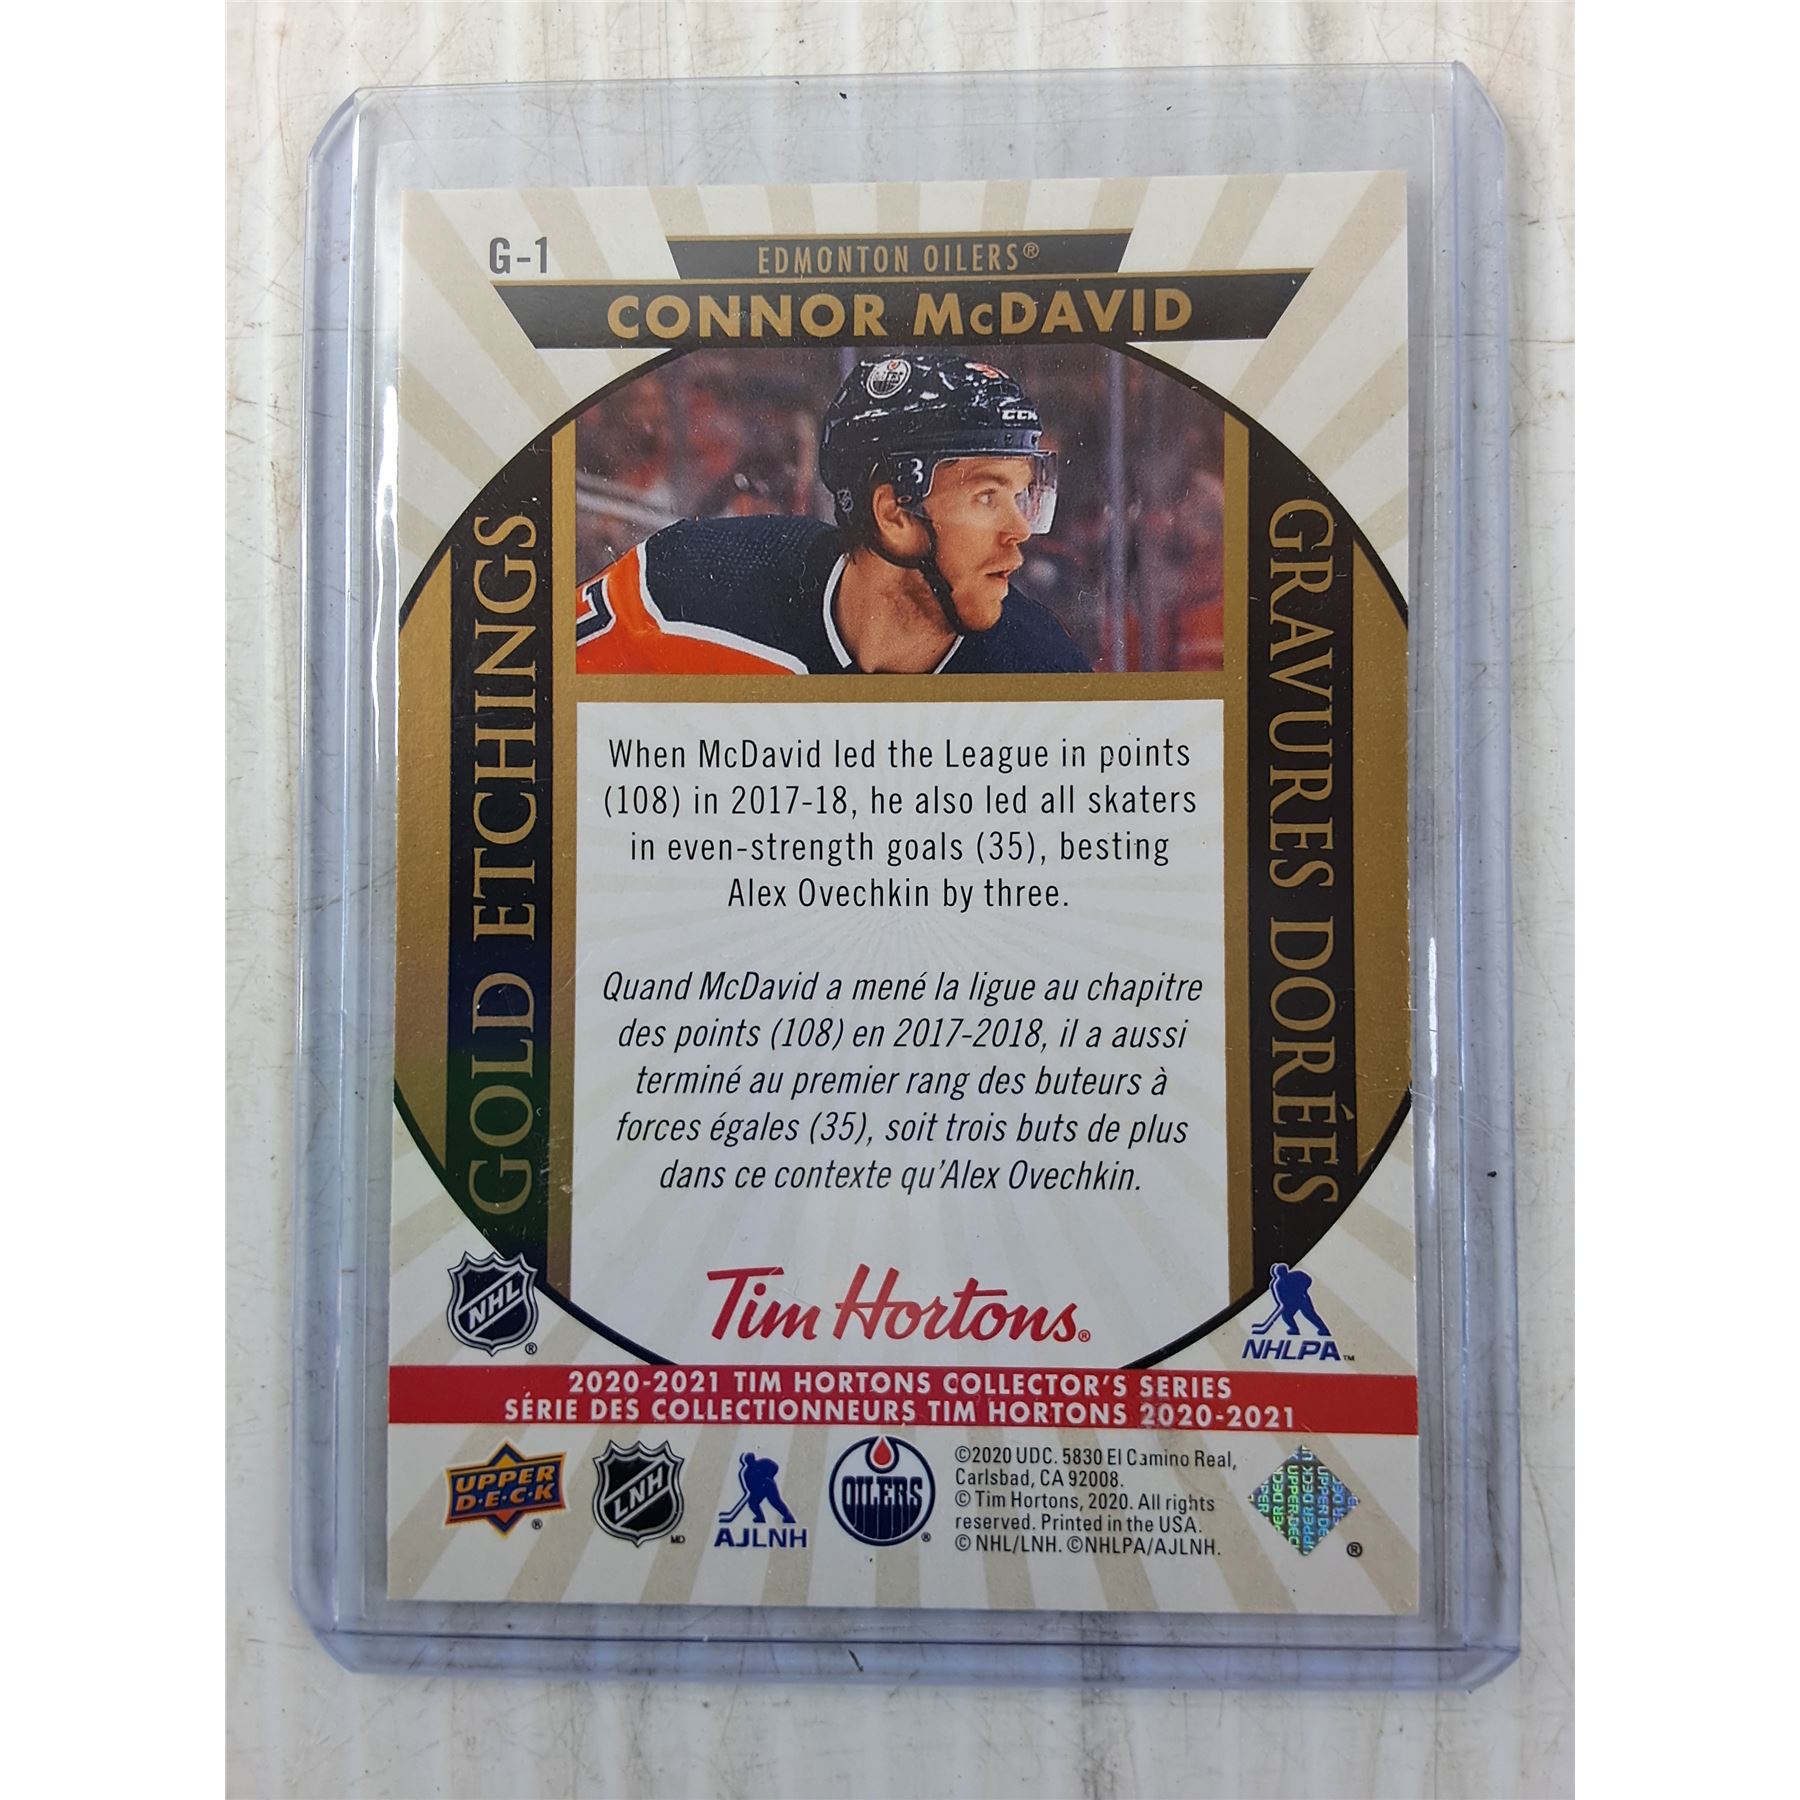 G-1
EDMONTON OILERS®
CONNOR McDAVID
OILERS
CCM
GOLD ETCHINGS
GRAVURES DORÉES
When McDavid led the League in points
(108) in 2017-18, he also led all skaters
in even-strength goals (35), besting
Alex Ovechkin by three.
Quand McDavid a mené la ligue au chapitre
des points (108) en 2017-2018, il a aussi
terminé au premier rang des buteurs à
forces égales (35), soit trois buts de plus
dans ce contexte qu'Alex Ovechkin.
NHL®
Tim Hortons®
NHLPA™
2020-2021 TIM HORTONS COLLECTOR'S SERIES
SÉRIE DES COLLECTIONNEURS TIM HORTONS 2020-2021
UPPER
D·E·C·K®
LNH MD
AJLNH
OILERS®
©2020 UDC. 5830 El Camino Real,
Carlsbad, CA 92008.
© Tim Hortons, 2020. All rights
reserved. Printed in the USA.
© NHL/LNH. ©NHLPA/AJLNH.
UPPER DECK
®